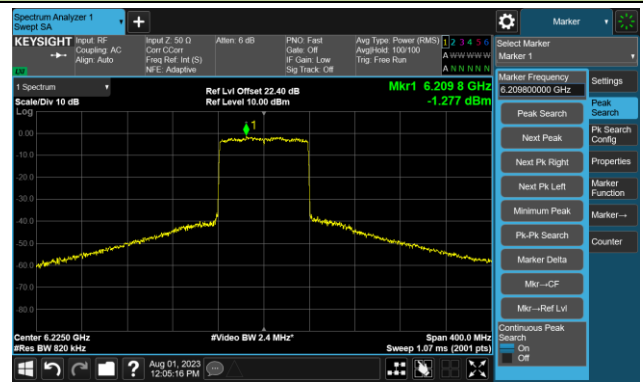 Spectrum Analyzer 1
Swept SA
Marker
KEYSIGHT
Input: RF
Coupling: AC
Align: Auto
Input Z: 50 Ω
Corr CCorr
Freq Ref: Int (S)
NFE: Adaptive
Atten: 6 dB
PNO: Fast
Gate: Off
IF Gain: Low
Sig Track: Off
Avg Type: Power (RMS)
Avg|Hold: 100/100
Trig: Free Run
1 2 3 4 5 6
A W W W W W
A N N N N N
LV
Select Marker
Marker 1
1 Spectrum
Scale/Div 10 dB
Log
Ref Lvl Offset 22.40 dB
Ref Level 10.00 dBm
Mkr1 6.209 8 GHz
-1.277 dBm
1
0.00
-10.0
-20.0
-30.0
-40.0
-50.0
-60.0
-70.0
-80.0
Center 6.2250 GHz
#Res BW 820 kHz
#Video BW 2.4 MHz*
Span 400.0 MHz
Sweep 1.07 ms (2001 pts)
Marker Frequency
6.209800000 GHz
Peak Search
Next Peak
Next Pk Right
Next Pk Left
Minimum Peak
Pk-Pk Search
Marker Delta
Mkr→CF
Mkr→Ref Lvl
Continuous Peak
Search
On
Off
Settings
Peak
Search
Pk Search
Config
Properties
Marker
Function
Marker→
Counter
?
Aug 01, 2023
12:05:16 PM